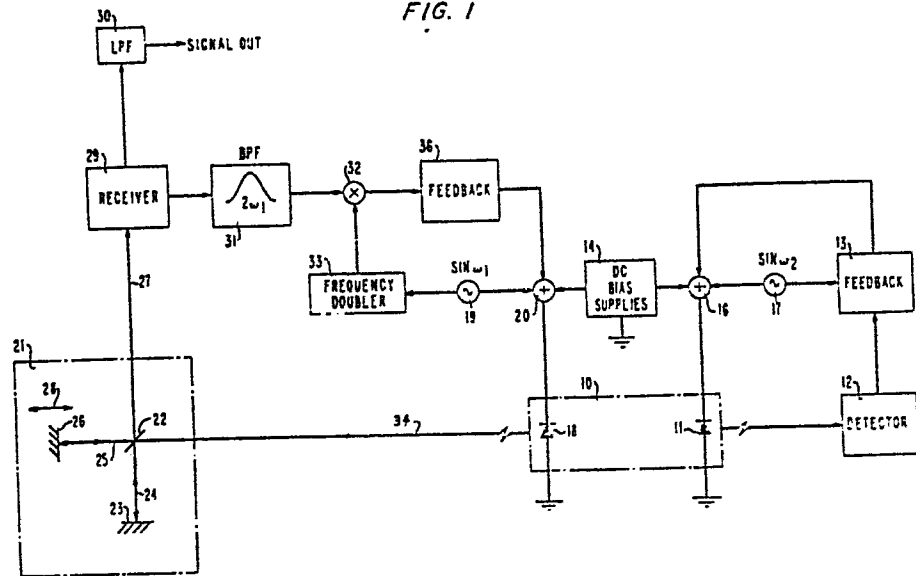 FIG. 1
30
LPF
SIGNAL OUT
29
RECEIVER
BPF
2ω1
31
32
36
FEEDBACK
27
33
FREQUENCY
DOUBLER
SIN ω1
19
20
14
DC
BIAS
SUPPLIES
16
SIN ω2
17
13
FEEDBACK
21
28
26
22
25
24
23
34
10
18
11
12
DETECTOR